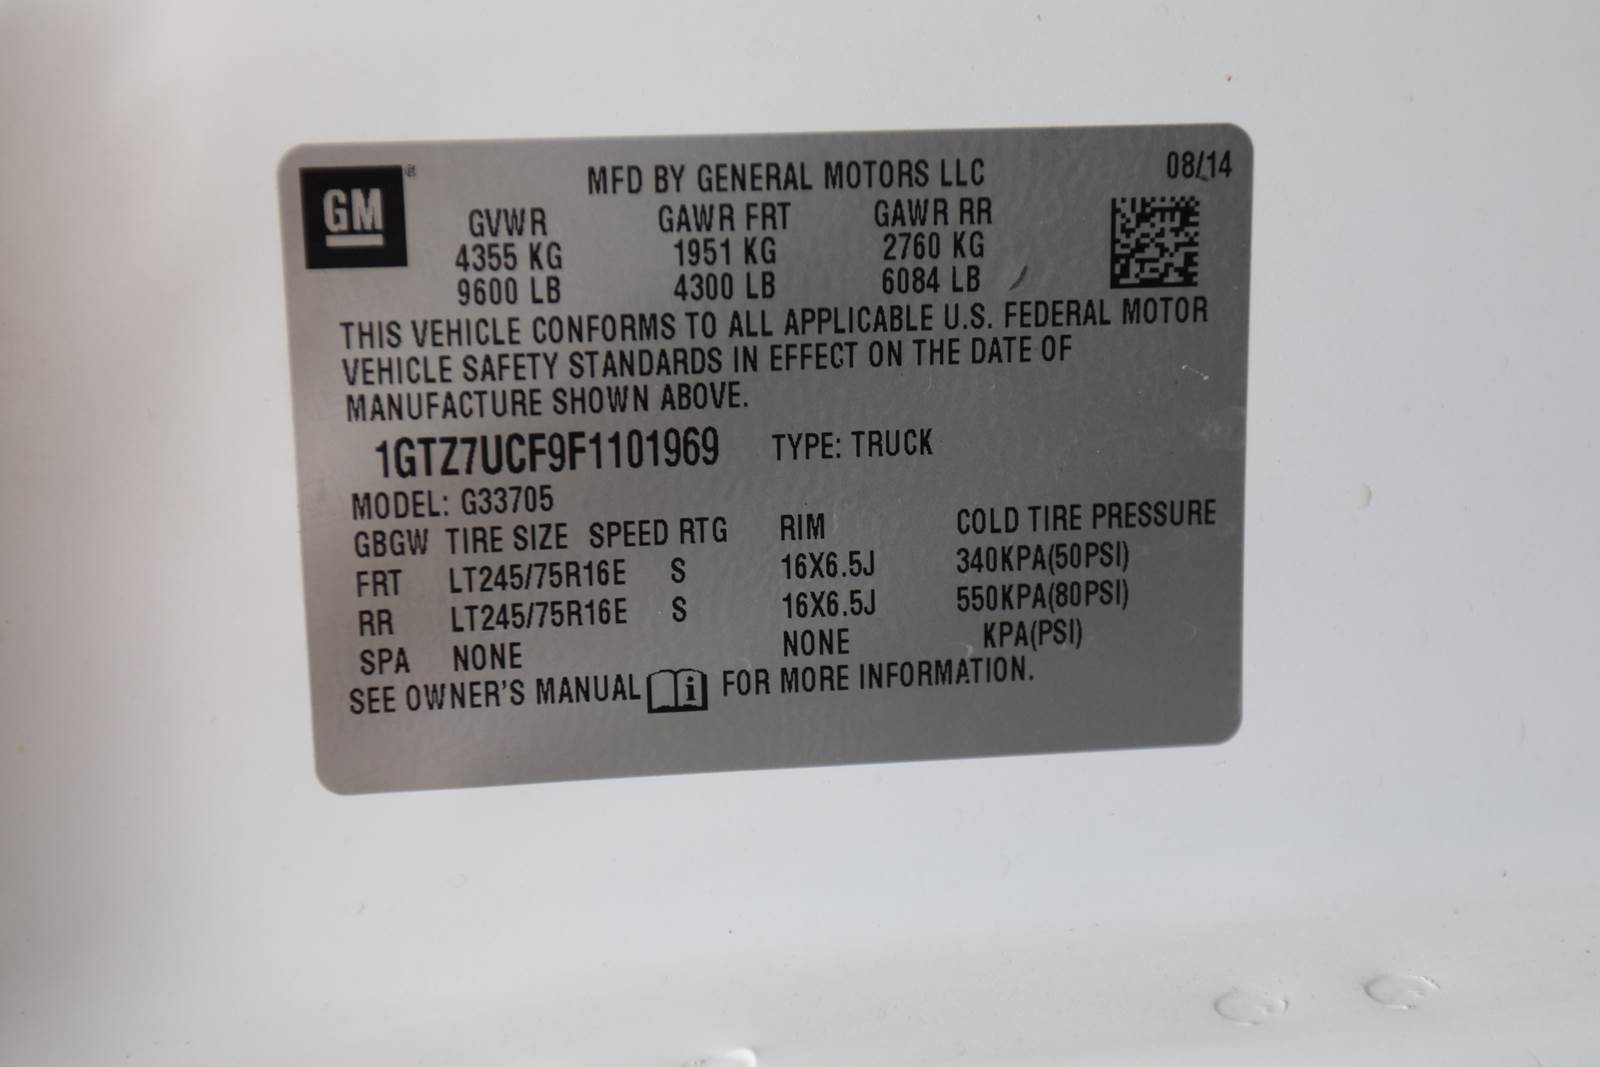 GM®
MFD BY GENERAL MOTORS LLC 08/14
GVWR GAWR FRT GAWR RR
4355 KG 1951 KG 2760 KG
9600 LB 4300 LB 6084 LB
THIS VEHICLE CONFORMS TO ALL APPLICABLE U.S. FEDERAL MOTOR
VEHICLE SAFETY STANDARDS IN EFFECT ON THE DATE OF
MANUFACTURE SHOWN ABOVE.
1GTZ7UCF9F1101969 TYPE: TRUCK
MODEL: G33705
GBGW TIRE SIZE SPEED RTG RIM COLD TIRE PRESSURE
FRT LT245/75R16E S 16X6.5J 340KPA(50PSI)
RR LT245/75R16E S 16X6.5J 550KPA(80PSI)
SPA NONE NONE KPA(PSI)
SEE OWNER'S MANUAL i FOR MORE INFORMATION.